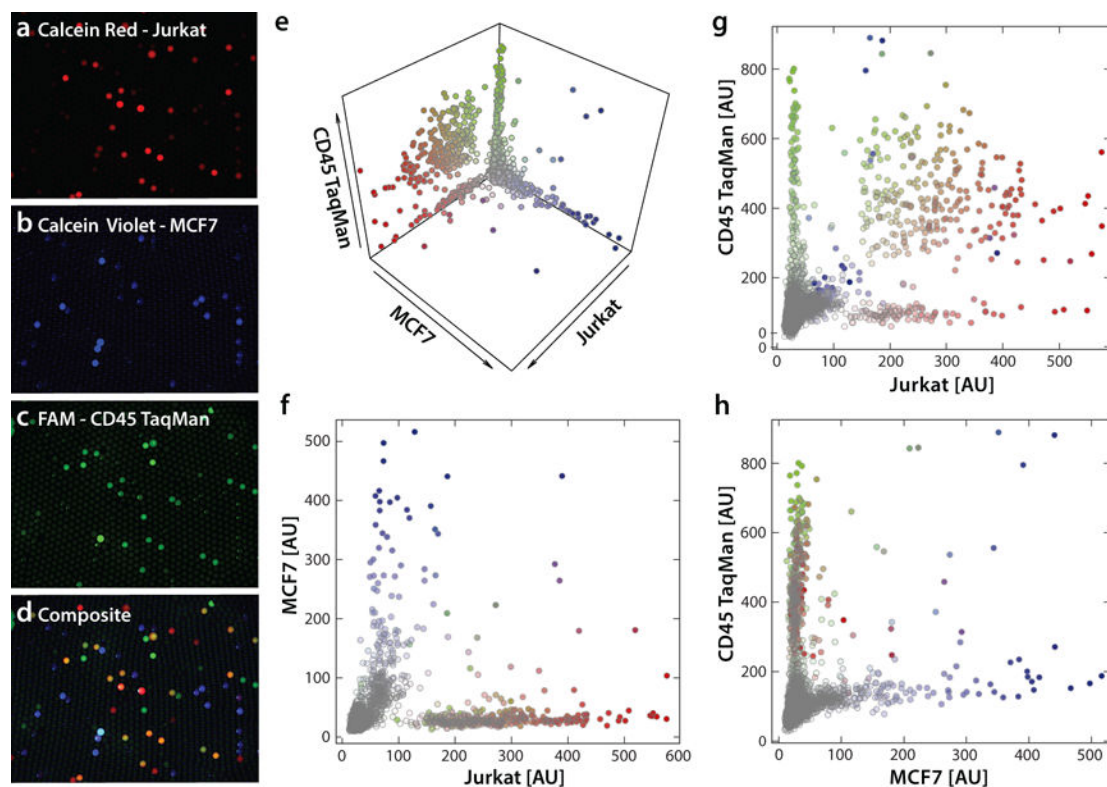 a Calcein Red - Jurkat
b Calcein Violet - MCF7
c FAM - CD45 TaqMan
d Composite
e
CD45 TaqMan
MCF7
Jurkat
f
500
400
300
200
100
0
MCF7 [AU]
0 100 200 300 400 500 600
Jurkat [AU]
g
800
600
400
200
0
0
CD45 TaqMan [AU]
0 100 200 300 400 500
Jurkat [AU]
h
800
600
400
200
0
CD45 TaqMan [AU]
0 100 200 300 400 500
MCF7 [AU]